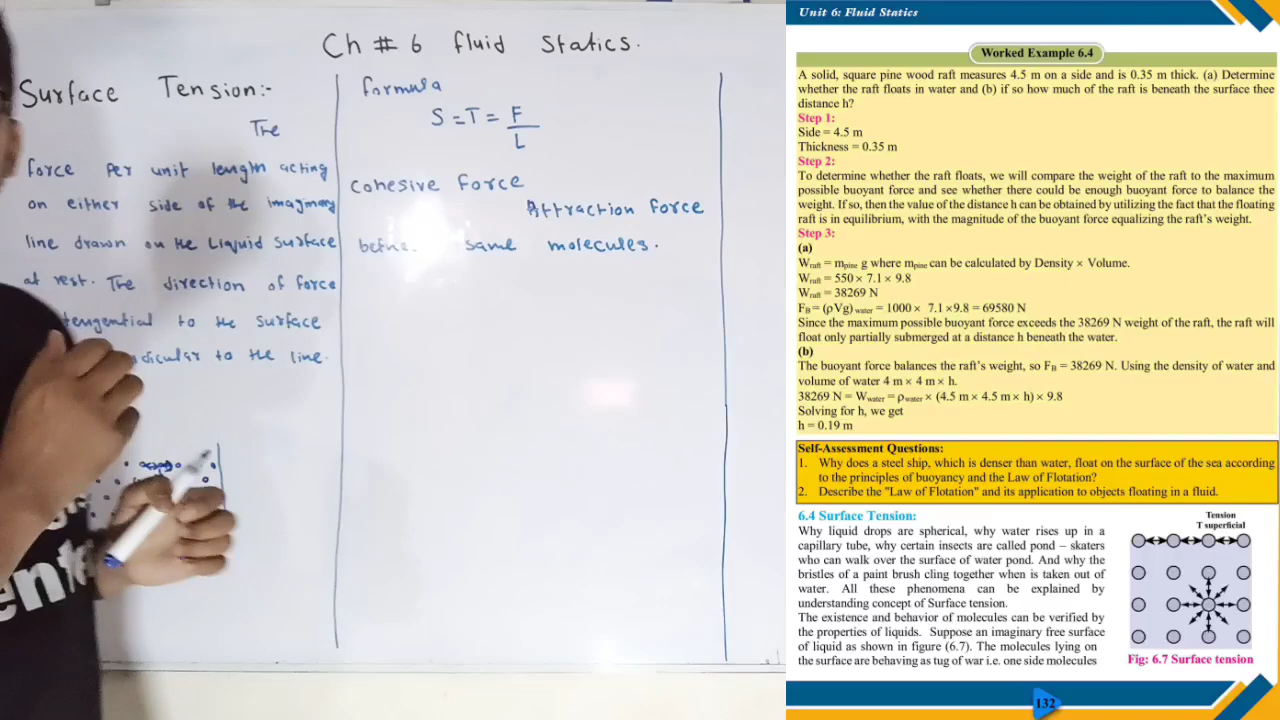 Ch # 6 fluid statics.
Surface Tension:-
The
force per unit length acting
on either side of the imaginary
line drawn on the Liquid surface
at rest. The direction of force
tengential to the surface
dicular to the line.
formula
S = T = F
L
Cohesive Force
Attraction force
same molecules.
Unit 6: Fluid Statics
Worked Example 6.4
A solid, square pine wood raft measures 4.5 m on a side and is 0.35 m thick. (a) Determine
whether the raft floats in water and (b) if so how much of the raft is beneath the surface thee
distance h?
Step 1:
Side = 4.5 m
Thickness = 0.35 m
Step 2:
To determine whether the raft floats, we will compare the weight of the raft to the maximum
possible buoyant force and see whether there could be enough buoyant force to balance the
weight. If so, then the value of the distance h can be obtained by utilizing the fact that the floating
raft is in equilibrium, with the magnitude of the buoyant force equalizing the raft's weight.
Step 3:
(a)
Wraft = mpine g where mpine can be calculated by Density × Volume.
Wraft = 550 × 7.1 × 9.8
Wraft = 38269 N
FB = (ρVg) water = 1000 × 7.1 ×9.8 = 69580 N
Since the maximum possible buoyant force exceeds the 38269 N weight of the raft, the raft will
float only partially submerged at a distance h beneath the water.
(b)
The buoyant force balances the raft's weight, so FB = 38269 N. Using the density of water and
volume of water 4 m × 4 m × h.
38269 N = Wwater = ρwater × (4.5 m × 4.5 m × h) × 9.8
Solving for h, we get
h = 0.19 m
Self-Assessment Questions:
1. Why does a steel ship, which is denser than water, float on the surface of the sea according
to the principles of buoyancy and the Law of Flotation?
2. Describe the "Law of Flotation" and its application to objects floating in a fluid.
6.4 Surface Tension:
Why liquid drops are spherical, why water rises up in a
capillary tube, why certain insects are called pond – skaters
who can walk over the surface of water pond. And why the
bristles of a paint brush cling together when is taken out of
water. All these phenomena can be explained by
understanding concept of Surface tension.
The existence and behavior of molecules can be verified by
the properties of liquids. Suppose an imaginary free surface
of liquid as shown in figure (6.7). The molecules lying on
the surface are behaving as tug of war i.e. one side molecules
Tension
T superficial
Fig: 6.7 Surface tension
132